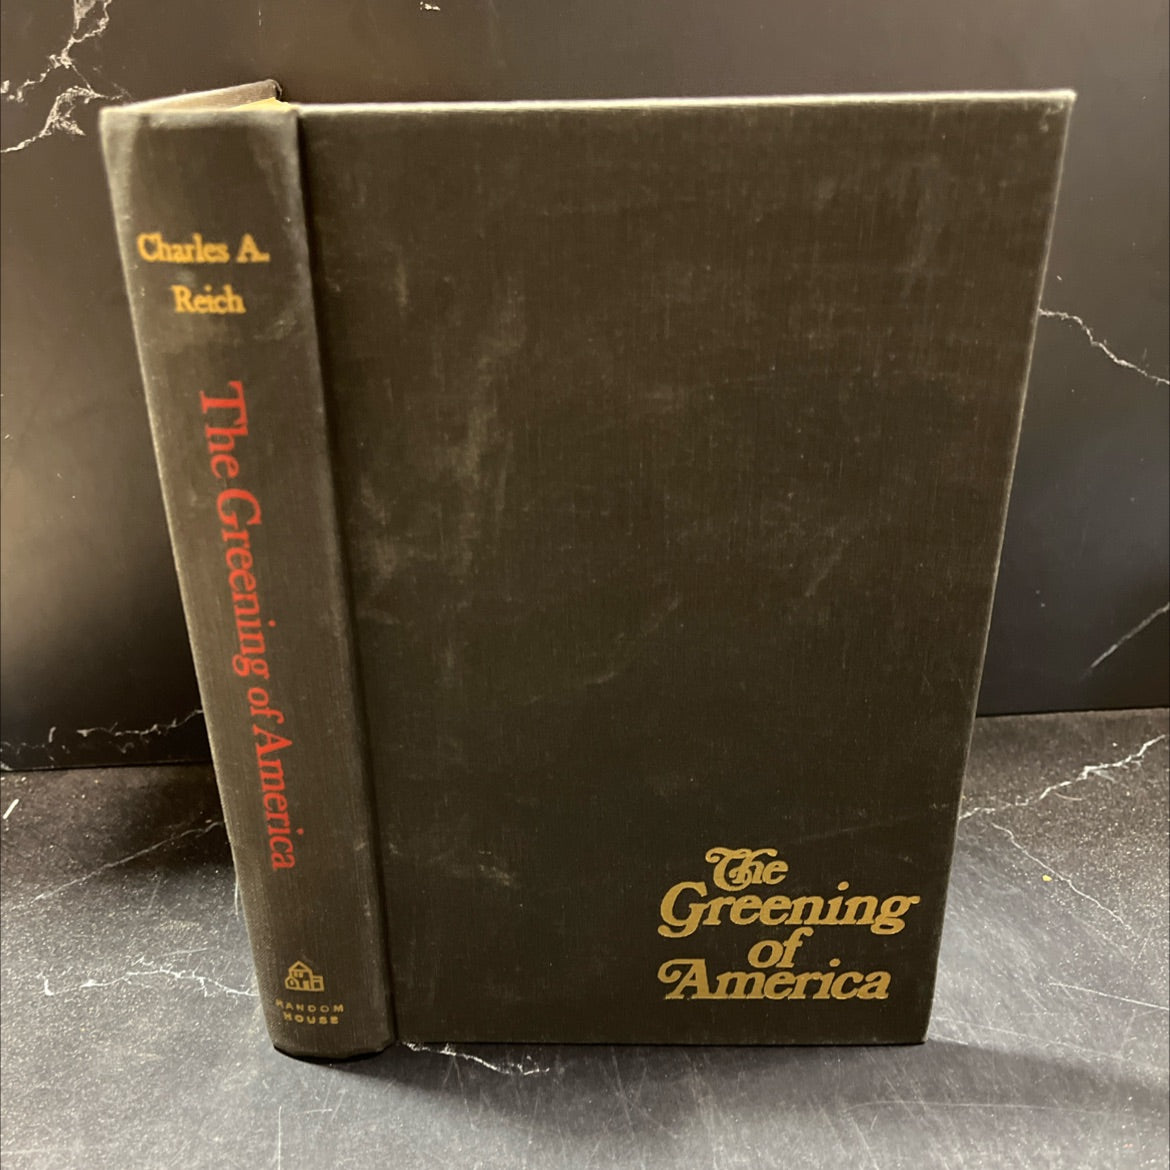 Charles A.
Reich
The Greening of America
RANDOM
HOUSE
The
Greening
of
America